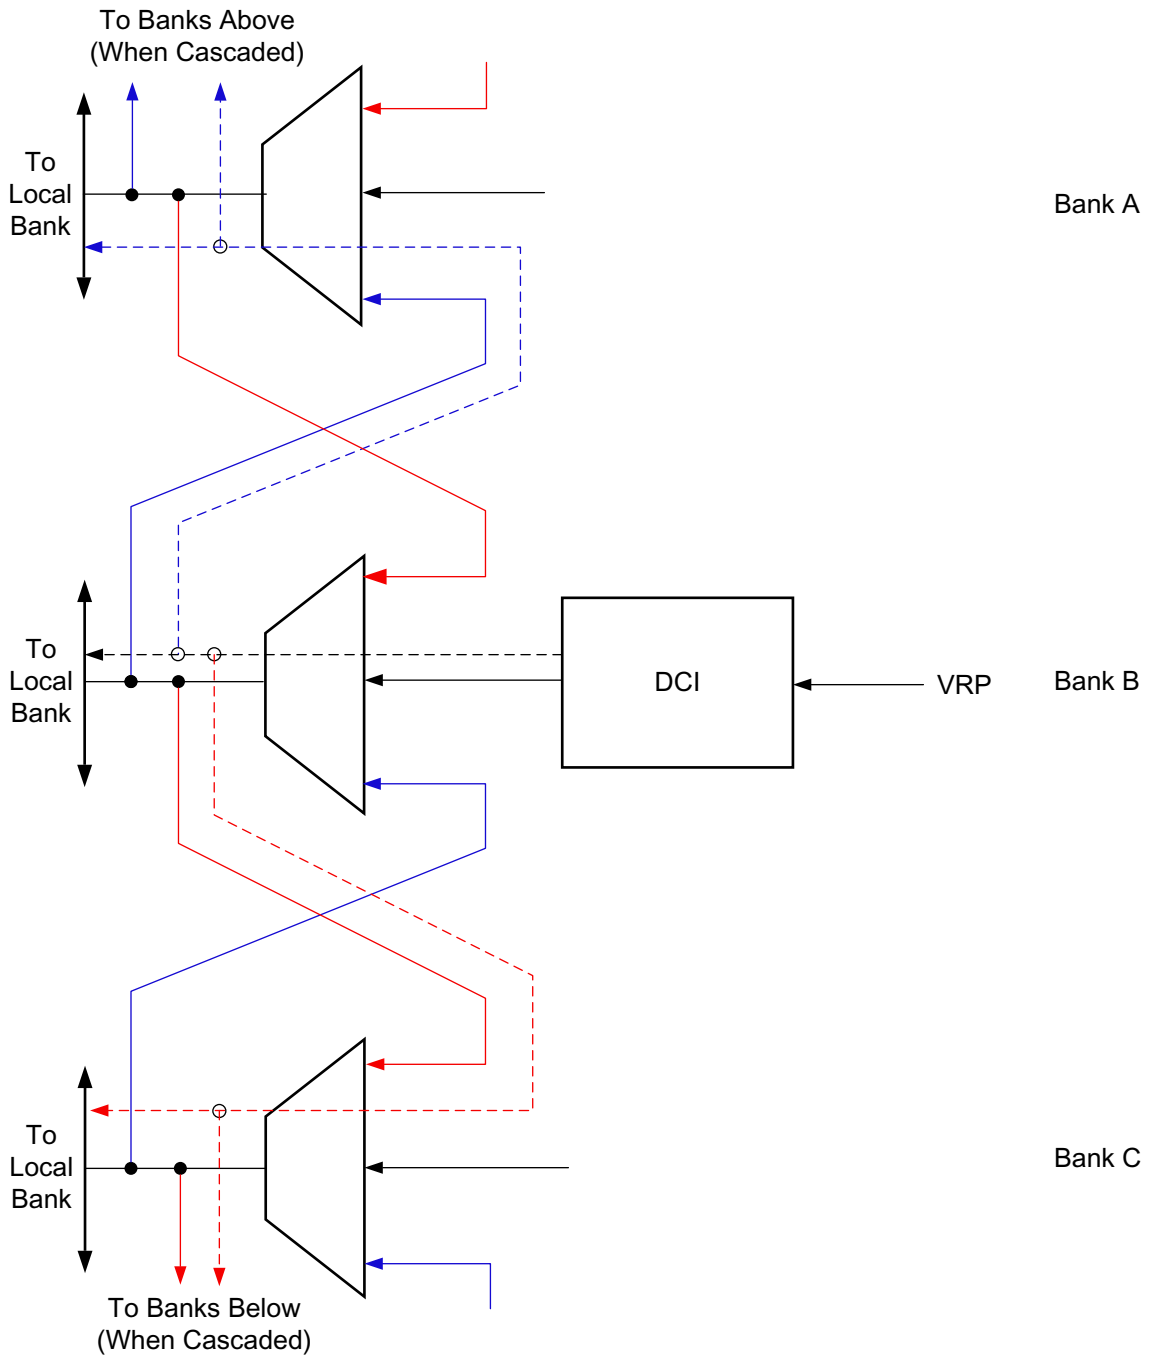 To Banks Above
(When Cascaded)
To
Local
Bank
Bank A
To
Local
Bank
DCI
VRP
Bank B
To
Local
Bank
Bank C
To Banks Below
(When Cascaded)